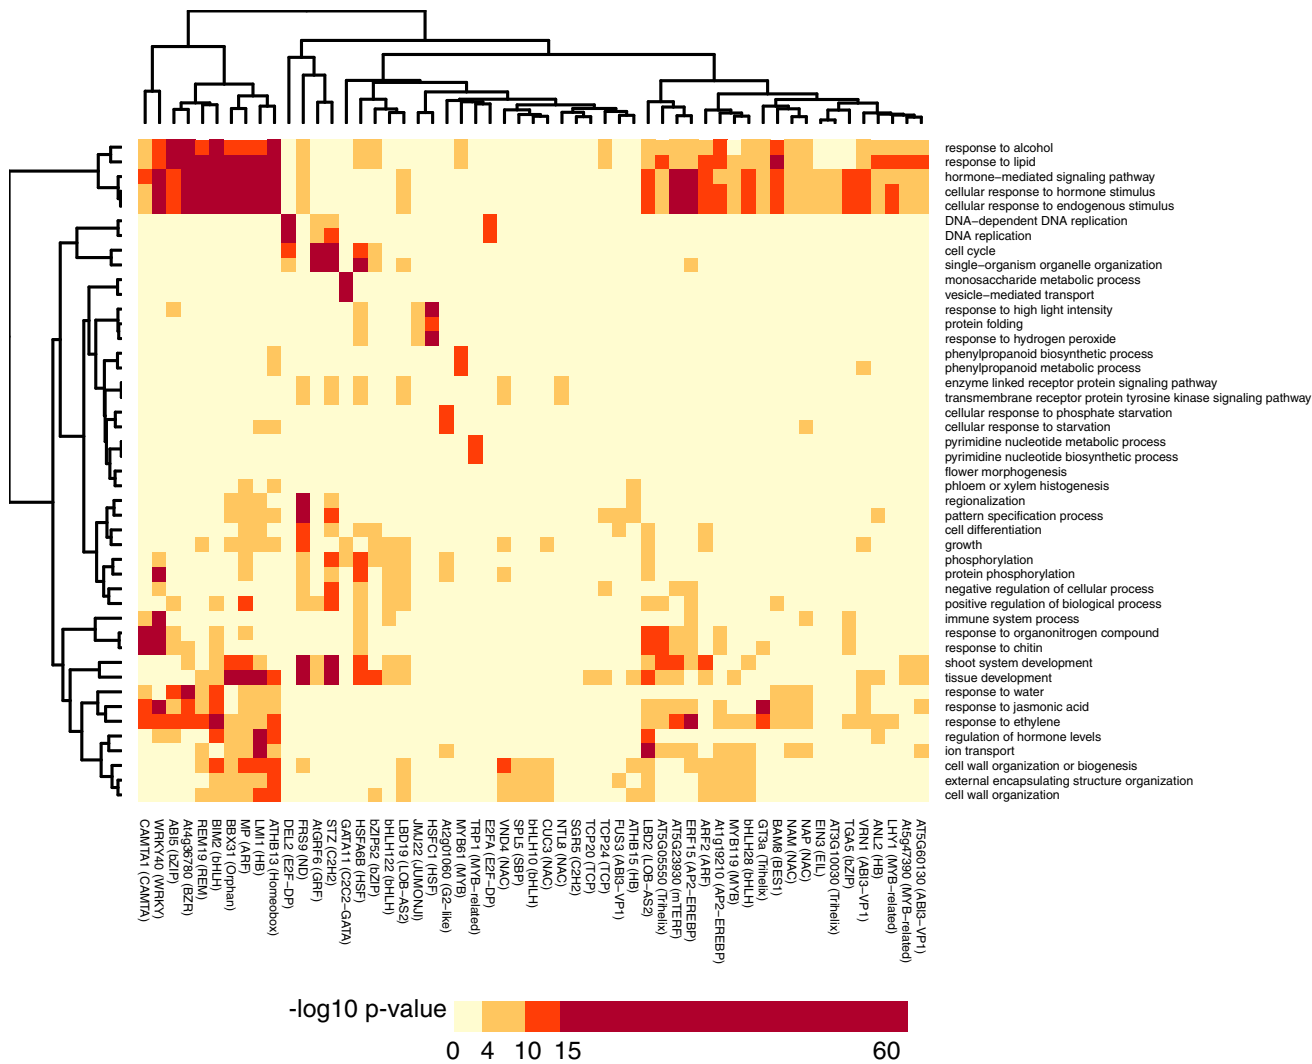 response to alcohol
response to lipid
hormone−mediated signaling pathway
cellular response to hormone stimulus
cellular response to endogenous stimulus
DNA−dependent DNA replication
DNA replication
cell cycle
single−organism organelle organization
monosaccharide metabolic process
vesicle−mediated transport
response to high light intensity
protein folding
response to hydrogen peroxide
phenylpropanoid biosynthetic process
phenylpropanoid metabolic process
enzyme linked receptor protein signaling pathway
transmembrane receptor protein tyrosine kinase signaling pathway
cellular response to phosphate starvation
cellular response to starvation
pyrimidine nucleotide metabolic process
pyrimidine nucleotide biosynthetic process
flower morphogenesis
phloem or xylem histogenesis
regionalization
pattern specification process
cell differentiation
growth
phosphorylation
protein phosphorylation
negative regulation of cellular process
positive regulation of biological process
immune system process
response to organonitrogen compound
response to chitin
shoot system development
tissue development
response to water
response to jasmonic acid
response to ethylene
regulation of hormone levels
ion transport
cell wall organization or biogenesis
external encapsulating structure organization
cell wall organization
CAMTA1 (CAMTA)
WRKY40 (WRKY)
ABI5 (bZIP)
At4g36780 (BZR)
REM19 (REM)
BIM2 (bHLH)
BBX31 (Orphan)
MP (ARF)
LMI1 (HB)
ATHB13 (Homeobox)
DEL2 (E2F−DP)
FRS9 (ND)
AtGRF6 (GRF)
STZ (C2H2)
GATA11 (C2C2−GATA)
HSFA6B (HSF)
bZIP52 (bZIP)
bHLH122 (bHLH)
LBD19 (LOB−AS2)
JMJ22 (JUMONJI)
HSFC1 (HSF)
At2g01060 (G2−like)
MYB61 (MYB)
TRP1 (MYB−related)
E2FA (E2F−DP)
VND4 (NAC)
SPL5 (SBP)
bHLH10 (bHLH)
CUC3 (NAC)
NTL8 (NAC)
SGR5 (C2H2)
TCP20 (TCP)
TCP24 (TCP)
FUS3 (ABI3−VP1)
ATHB15 (HB)
LBD2 (LOB−AS2)
AT5G05550 (Trihelix)
AT5G23930 (mTERF)
ERF15 (AP2−EREBP)
ARF2 (ARF)
At1g19210 (AP2−EREBP)
MYB119 (MYB)
bHLH28 (bHLH)
GT3a (Trihelix)
BAM8 (BES1)
NAM (NAC)
NAP (NAC)
EIN3 (EIL)
AT3G10030 (Trihelix)
TGA5 (bZIP)
VRN1 (ABI3−VP1)
ANL2 (HB)
LHY1 (MYB−related)
At5g47390 (MYB−related)
AT5G60130 (ABI3−VP1)
-log10 p-value
0 4 10 15 60